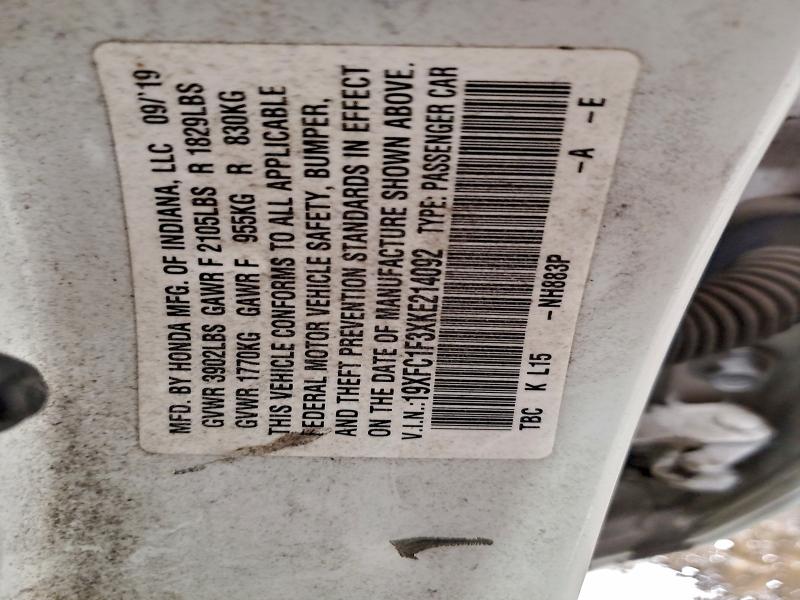 MFD. BY HONDA MFG. OF INDIANA, LLC 09/'19
GVWR 3902LBS GAWR F 2105LBS R 1829LBS
GVWR 1770KG GAWR F 955KG R 830KG
THIS VEHICLE CONFORMS TO ALL APPLICABLE
FEDERAL MOTOR VEHICLE SAFETY, BUMPER,
AND THEFT PREVENTION STANDARDS IN EFFECT
ON THE DATE OF MANUFACTURE SHOWN ABOVE.
V.I.N.:19XFC1F3XKE214092 TYPE: PASSENGER CAR
TBC K L15 -NH883P -A -E